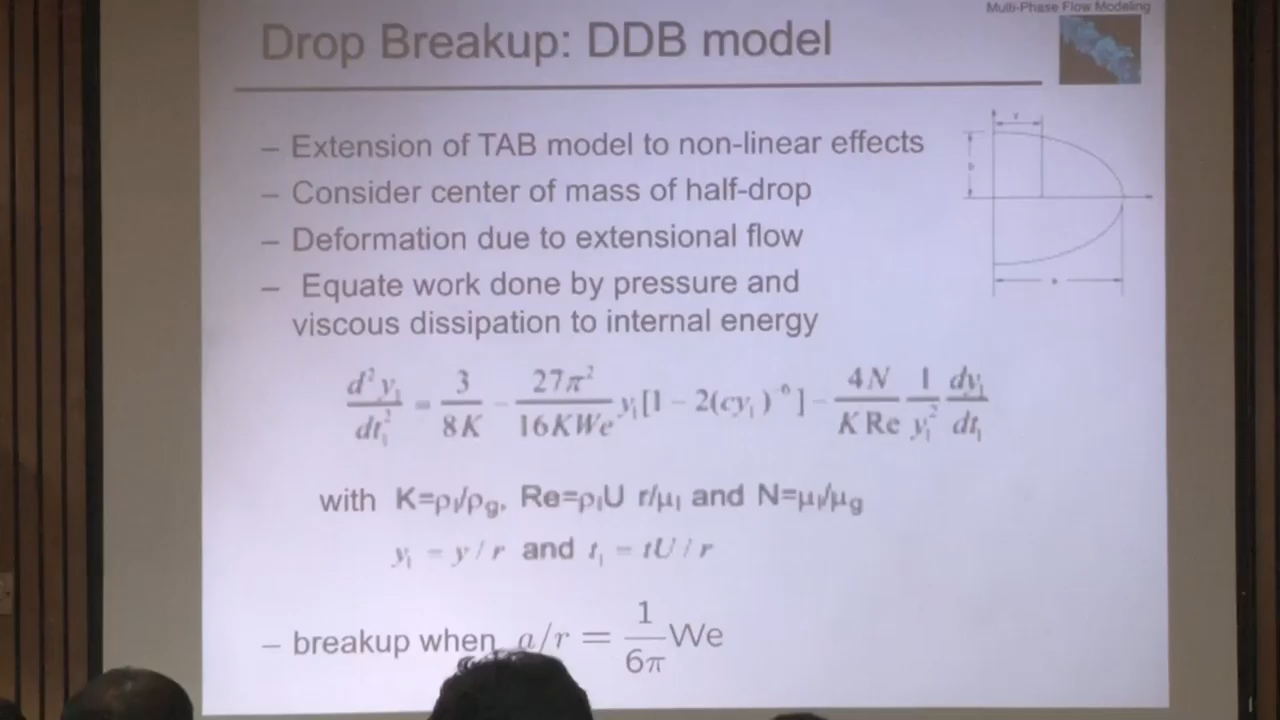 Multi-Phase Flow Modeling
Drop Breakup: DDB model
– Extension of TAB model to non-linear effects
– Consider center of mass of half-drop
– Deformation due to extensional flow
– Equate work done by pressure and
viscous dissipation to internal energy
d²y₁/dt₁² = 3/8K − 27π²/16KWe y₁[1 − 2(cy₁)⁻⁶] − 4N/K Re 1/y₁² dy₁/dt₁
with K=ρₗ/ρg, Re=ρₗU r/μₗ and N=μₗ/μg
y₁ = y/r and t₁ = tU/r
– breakup when a/r = 1/6π We